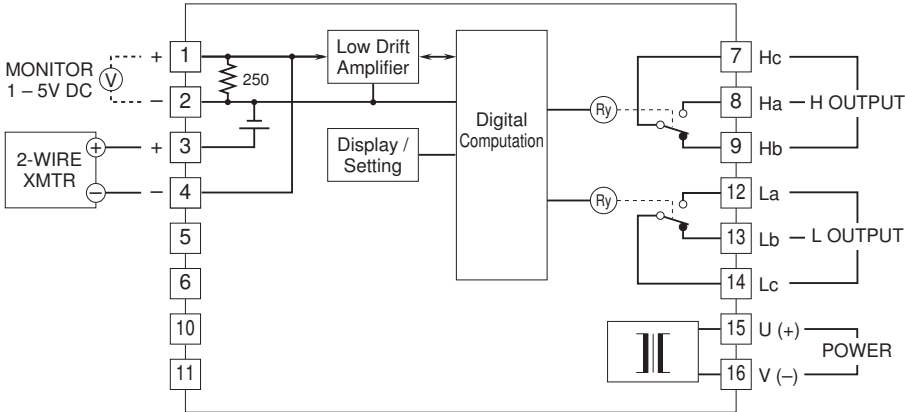 MONITOR
1 – 5V DC
V
+
–
1
2
250
Low Drift
Amplifier
2-WIRE
XMTR
+
–
+
–
3
4
5
6
10
11
Display /
Setting
Digital
Computation
Ry
Ry
7 Hc
8 Ha
9 Hb
H OUTPUT
12 La
13 Lb
14 Lc
L OUTPUT
15 U (+)
16 V (–)
POWER